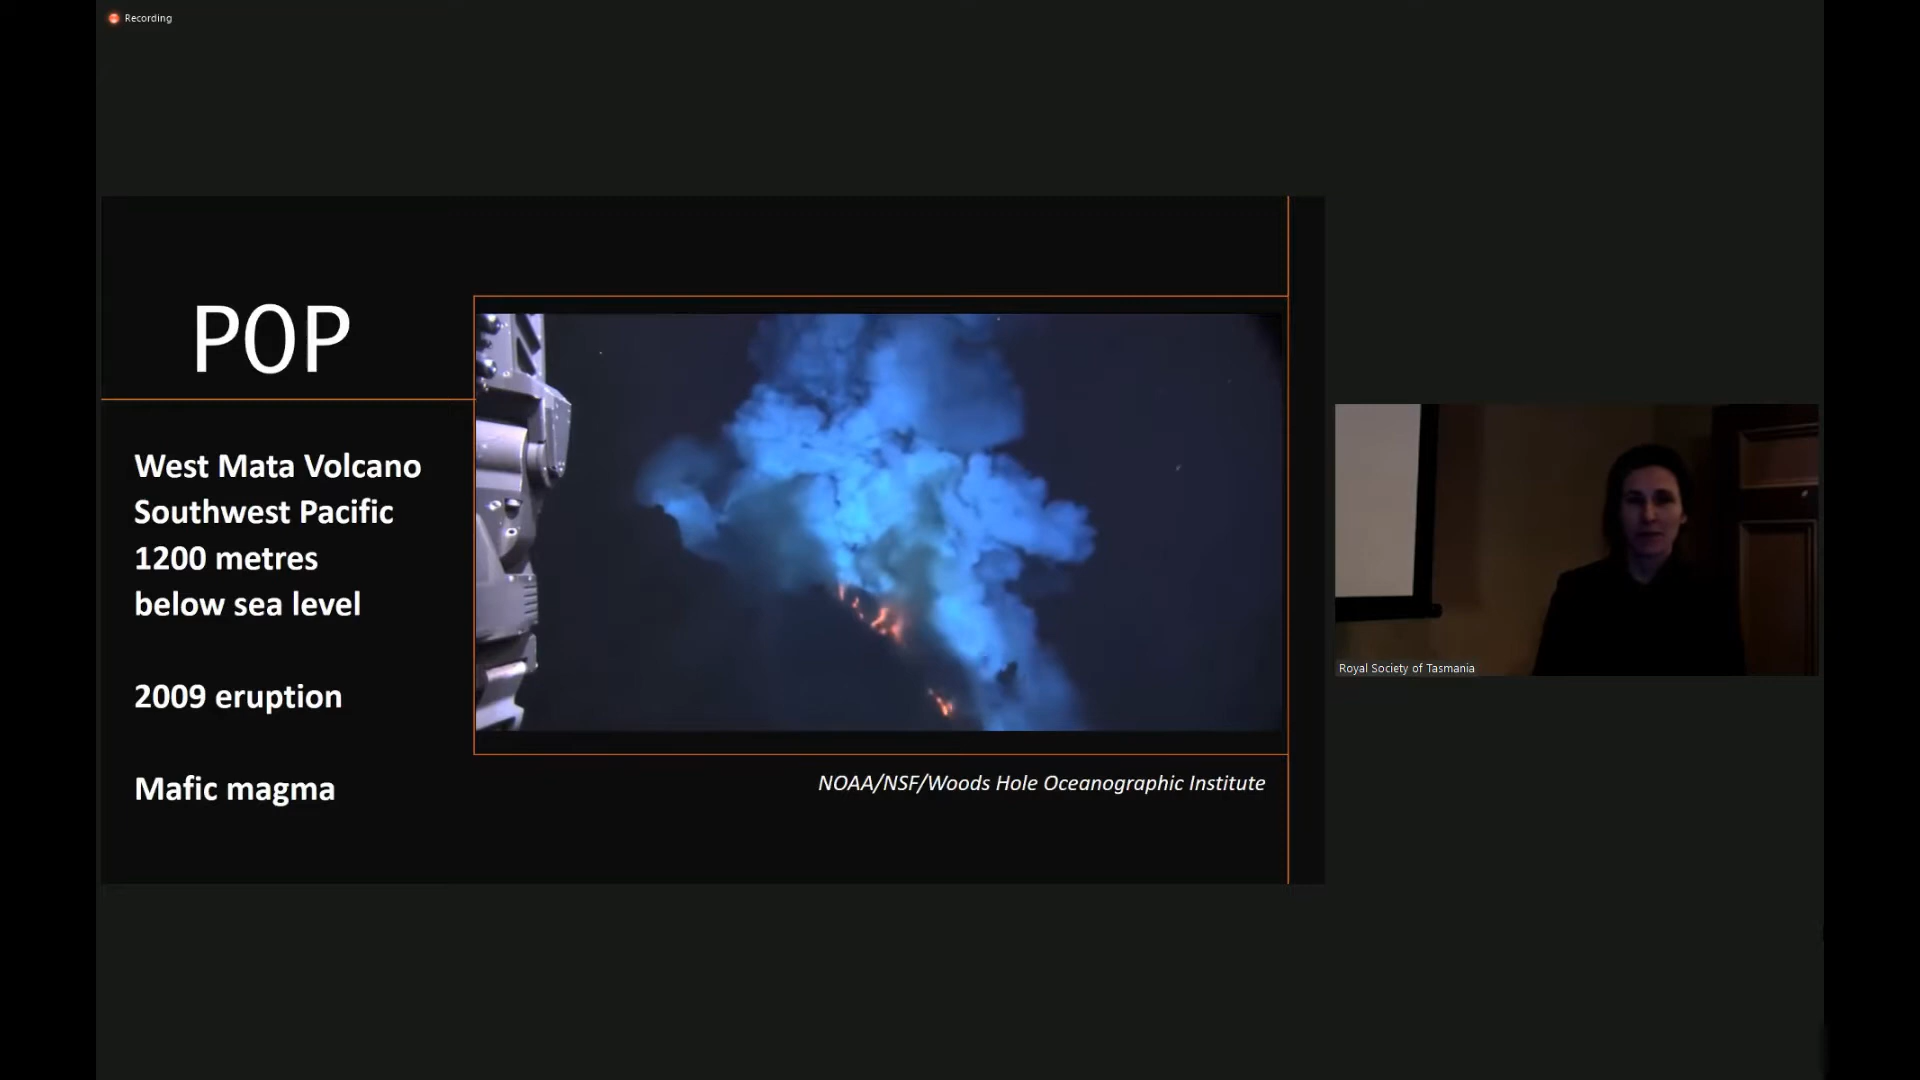 Recording
POP
West Mata Volcano
Southwest Pacific
1200 metres
below sea level
2009 eruption
Mafic magma
NOAA/NSF/Woods Hole Oceanographic Institute
Royal Society of Tasmania